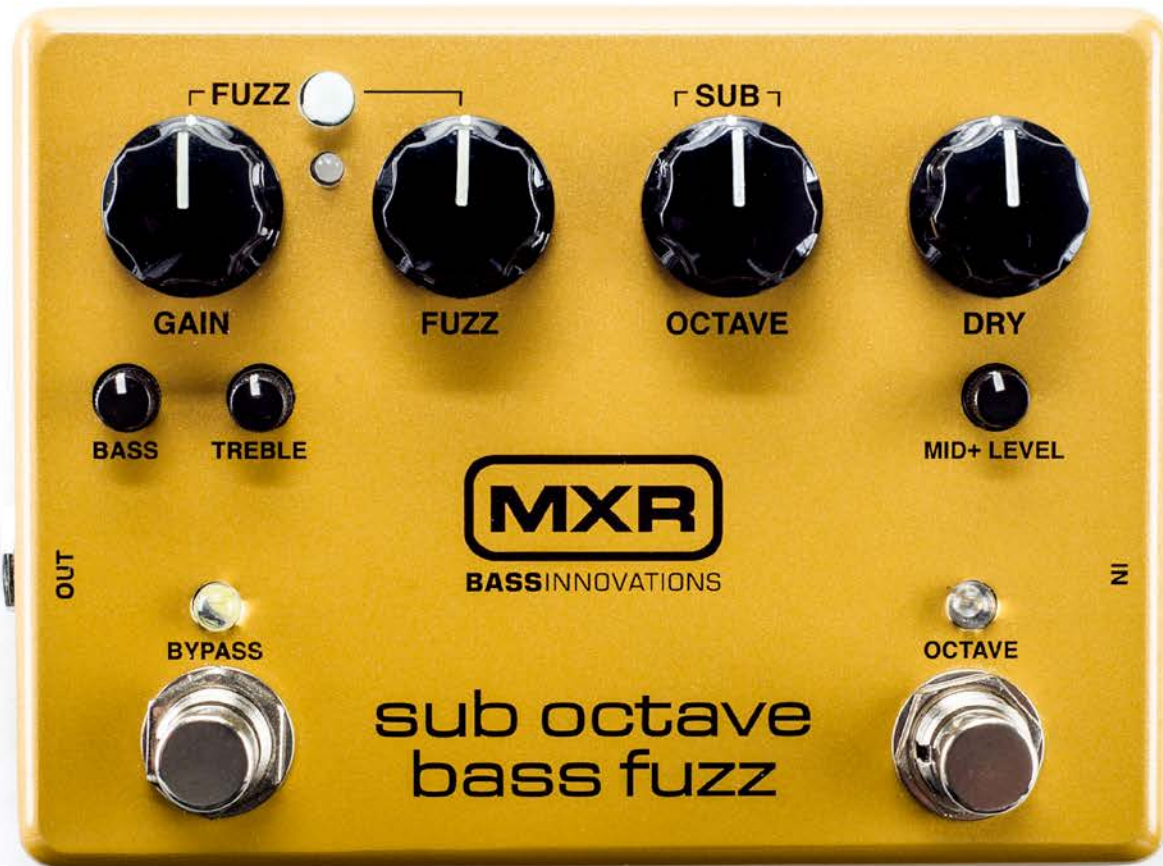 FUZZ
SUB
GAIN
FUZZ
OCTAVE
DRY
BASS
TREBLE
MID+ LEVEL
MXR
BASSINNOVATIONS
OUT
IN
BYPASS
OCTAVE
sub octave
bass fuzz